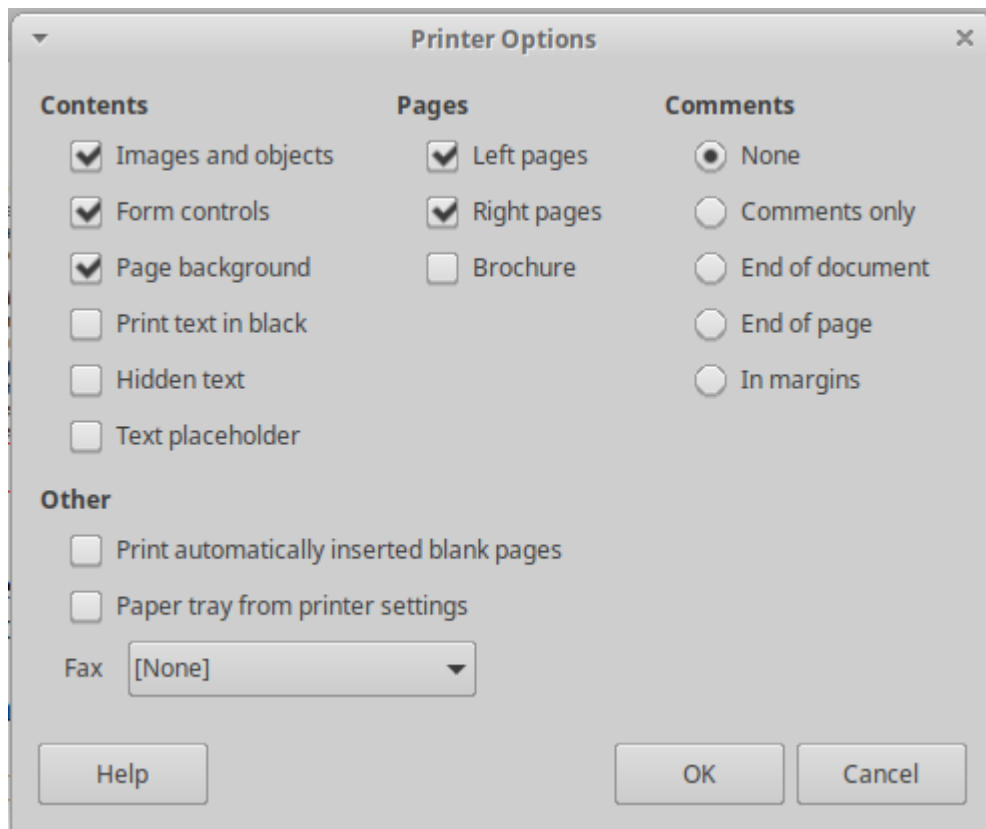 Printer Options
Contents
Images and objects
Form controls
Page background
Print text in black
Hidden text
Text placeholder
Pages
Left pages
Right pages
Brochure
Comments
None
Comments only
End of document
End of page
In margins
Other
Print automatically inserted blank pages
Paper tray from printer settings
Fax [None]
Help OK Cancel